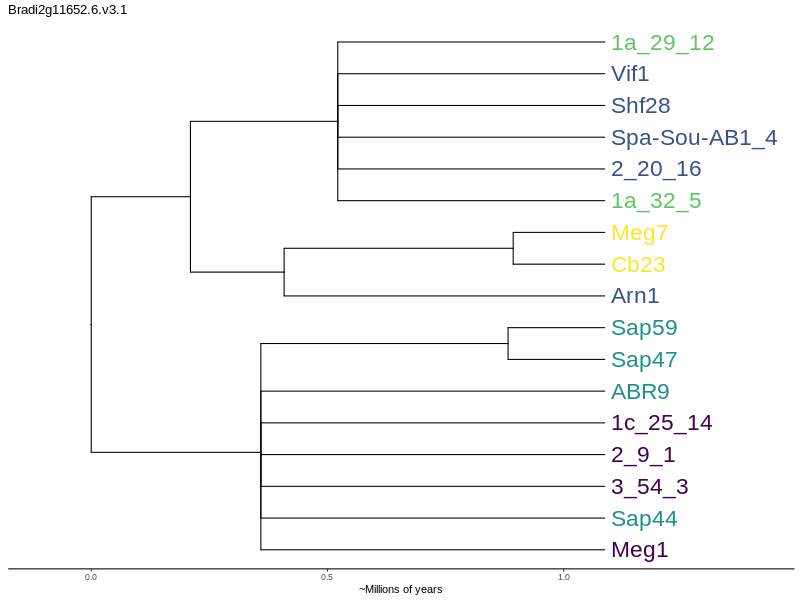 Bradi2g11652.6.v3.1
1a_29_12
Vif1
Shf28
Spa-Sou-AB1_4
2_20_16
1a_32_5
Meg7
Cb23
Arn1
Sap59
Sap47
ABR9
1c_25_14
2_9_1
3_54_3
Sap44
Meg1
0.0 0.5 1.0
~Millions of years